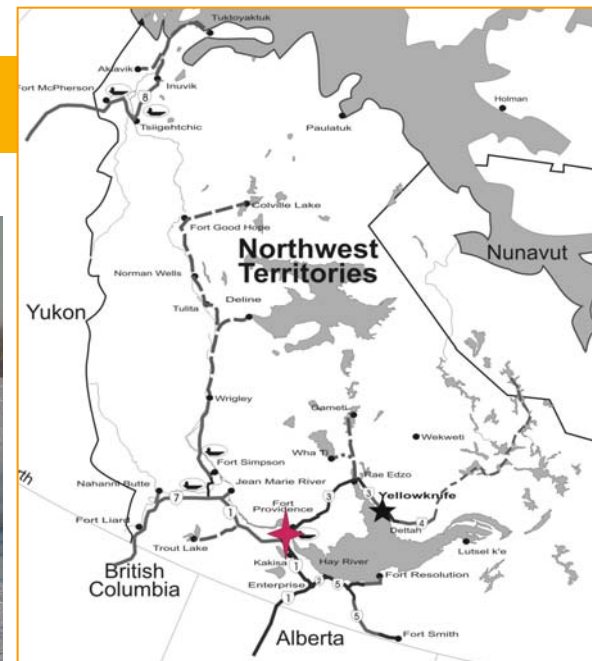 Tuktoyaktuk
Aklavik
Inuvik
Fort McPherson
8
Tsiigehtchic
Holman
Paulatuk
Colville Lake
Fort Good Hope
Northwest
Territories
Nunavut
Norman Wells
Deline
Tulita
Yukon
Wrigley
Gameti
Wekweti
Wha Ti
Rae Edzo
Fort Simpson
Nahanni Butte
Jean Marie River
7
1
Fort
Providence
3
3
Yellowknife
Dettah
4
Fort Liard
Trout Lake
Kakisa
1
Hay River
Lutsel k'e
British
Columbia
Enterprise
5
Fort Resolution
1
5
Alberta
Fort Smith